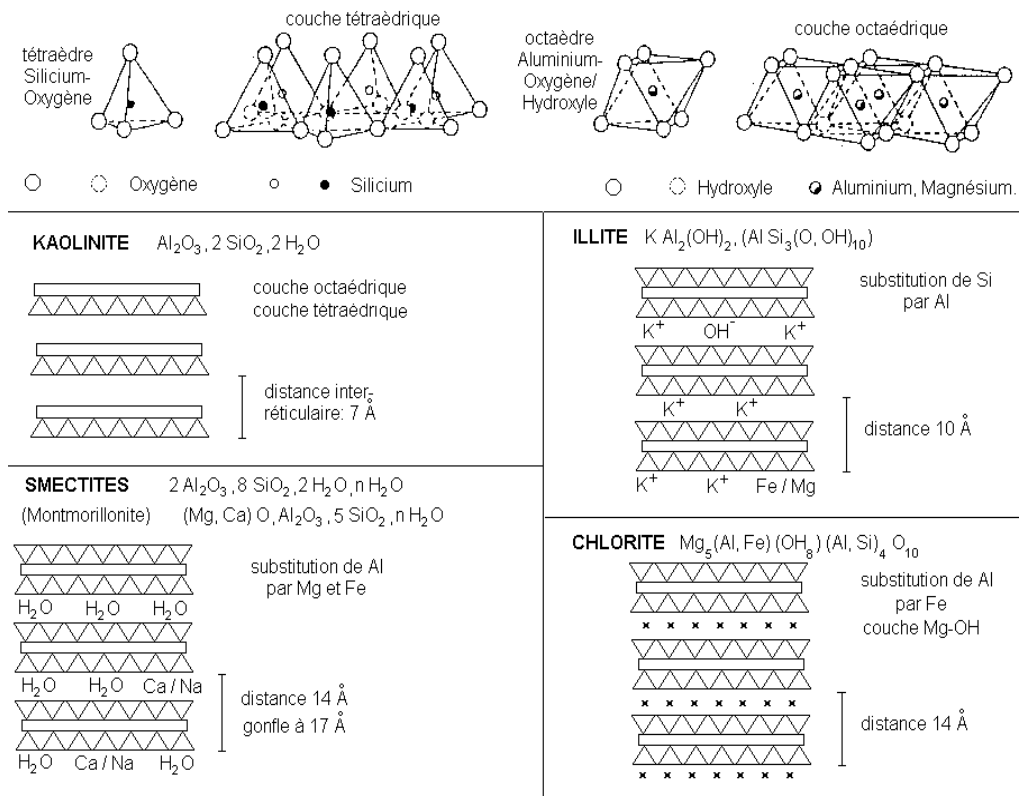 couche tétraèdrique
tétraèdre
Silicium-
Oxygène
Oxygène
Silicium
couche octaédrique
octaèdre
Aluminium-
Oxygène/
Hydroxyle
Hydroxyle
Aluminium, Magnésium.
KAOLINITE Al₂O₃, 2 SiO₂, 2 H₂O
couche octaédrique
couche tètraédrique
distance inter-
réticulaire: 7 Å
ILLITE K Al₂(OH)₂, (Al Si₃(O, OH)₁₀)
substitution de Si
par Al
K⁺ OH⁻ K⁺
K⁺ K⁺
distance 10 Å
K⁺ K⁺ Fe / Mg
SMECTITES 2 Al₂O₃, 8 SiO₂, 2 H₂O, n H₂O
(Montmorillonite) (Mg, Ca) O, Al₂O₃, 5 SiO₂, n H₂O
substitution de Al
par Mg et Fe
H₂O H₂O H₂O
H₂O H₂O Ca / Na
distance 14 Å
gonfle à 17 Å
H₂O Ca / Na H₂O
CHLORITE Mg₅(Al, Fe) (OH₈) (Al, Si)₄ O₁₀
substitution de Al
par Fe
couche Mg-OH
distance 14 Å